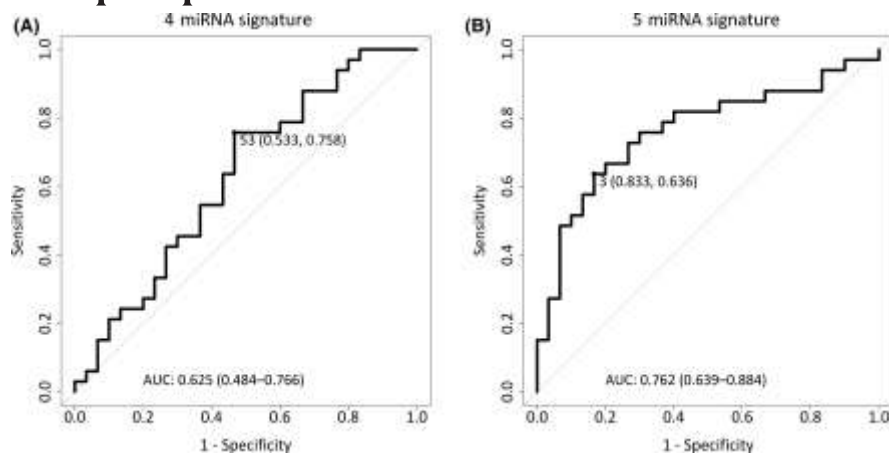 (A) 4 miRNA signature
1.0
0.8
0.6
0.4
0.2
0.0
Sensitivity
53 (0.533, 0.758)
AUC: 0.625 (0.484–0.766)
0.0 0.2 0.4 0.6 0.8 1.0
1 - Specificity
(B) 5 miRNA signature
1.0
0.8
0.6
0.4
0.2
0.0
Sensitivity
3 (0.833, 0.636)
AUC: 0.762 (0.639–0.884)
0.0 0.2 0.4 0.6 0.8 1.0
1 - Specificity